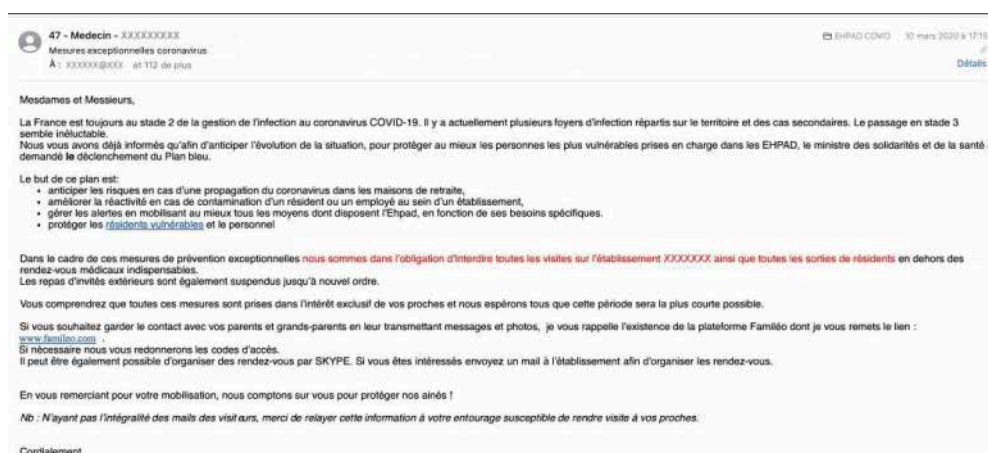 47 - Medecin - XXXXXXXXX
EHPAD COVID 10 mars 2020 à 17:19
Mesures exceptionnelles coronavirus
À : XXXXXX@XXX et 112 de plus
Détails
Mesdames et Messieurs,
La France est toujours au stade 2 de la gestion de l'infection au coronavirus COVID-19. Il y a actuellement plusieurs foyers d'infection répartis sur le territoire et des cas secondaires. Le passage en stade 3
semble inéluctable.
Nous vous avons déjà informés qu'afin d'anticiper l'évolution de la situation, pour protéger au mieux les personnes les plus vulnérables prises en charge dans les EHPAD, le ministre des solidarités et de la santé a
demandé le déclenchement du Plan bleu.
Le but de ce plan est:
• anticiper les risques en cas d'une propagation du coronavirus dans les maisons de retraite,
• améliorer la réactivité en cas de contamination d'un résident ou un employé au sein d'un établissement,
• gérer les alertes en mobilisant au mieux tous les moyens dont disposent l'Ehpad, en fonction de ses besoins spécifiques.
• protéger les résidents vulnérables et le personnel
Dans le cadre de ces mesures de prévention exceptionnelles nous sommes dans l'obligation d'interdire toutes les visites sur l'établissement XXXXXXX ainsi que toutes les sorties de résidents en dehors des
rendez-vous médicaux indispensables.
Les repas d'invités extérieurs sont également suspendus jusqu'à nouvel ordre.
Vous comprendrez que toutes ces mesures sont prises dans l'intérêt exclusif de vos proches et nous espérons tous que cette période sera la plus courte possible.
Si vous souhaitez garder le contact avec vos parents et grands-parents en leur transmettant messages et photos, je vous rappelle l'existence de la plateforme Familéo dont je vous remets le lien :
www.famileo.com .
Si nécessaire nous vous redonnerons les codes d'accés.
Il peut être également possible d'organiser des rendez-vous par SKYPE. Si vous êtes intéressés envoyez un mail à l'établissement afin d'organiser les rendez-vous.
En vous remerciant pour votre mobilisation, nous comptons sur vous pour protéger nos ainés !
Nb : N'ayant pas l'intégralité des mails des visiteurs, merci de relayer cette information à votre entourage susceptible de rendre visite à vos proches.
Cordialement